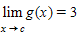 lim g(x) = 3
x→c